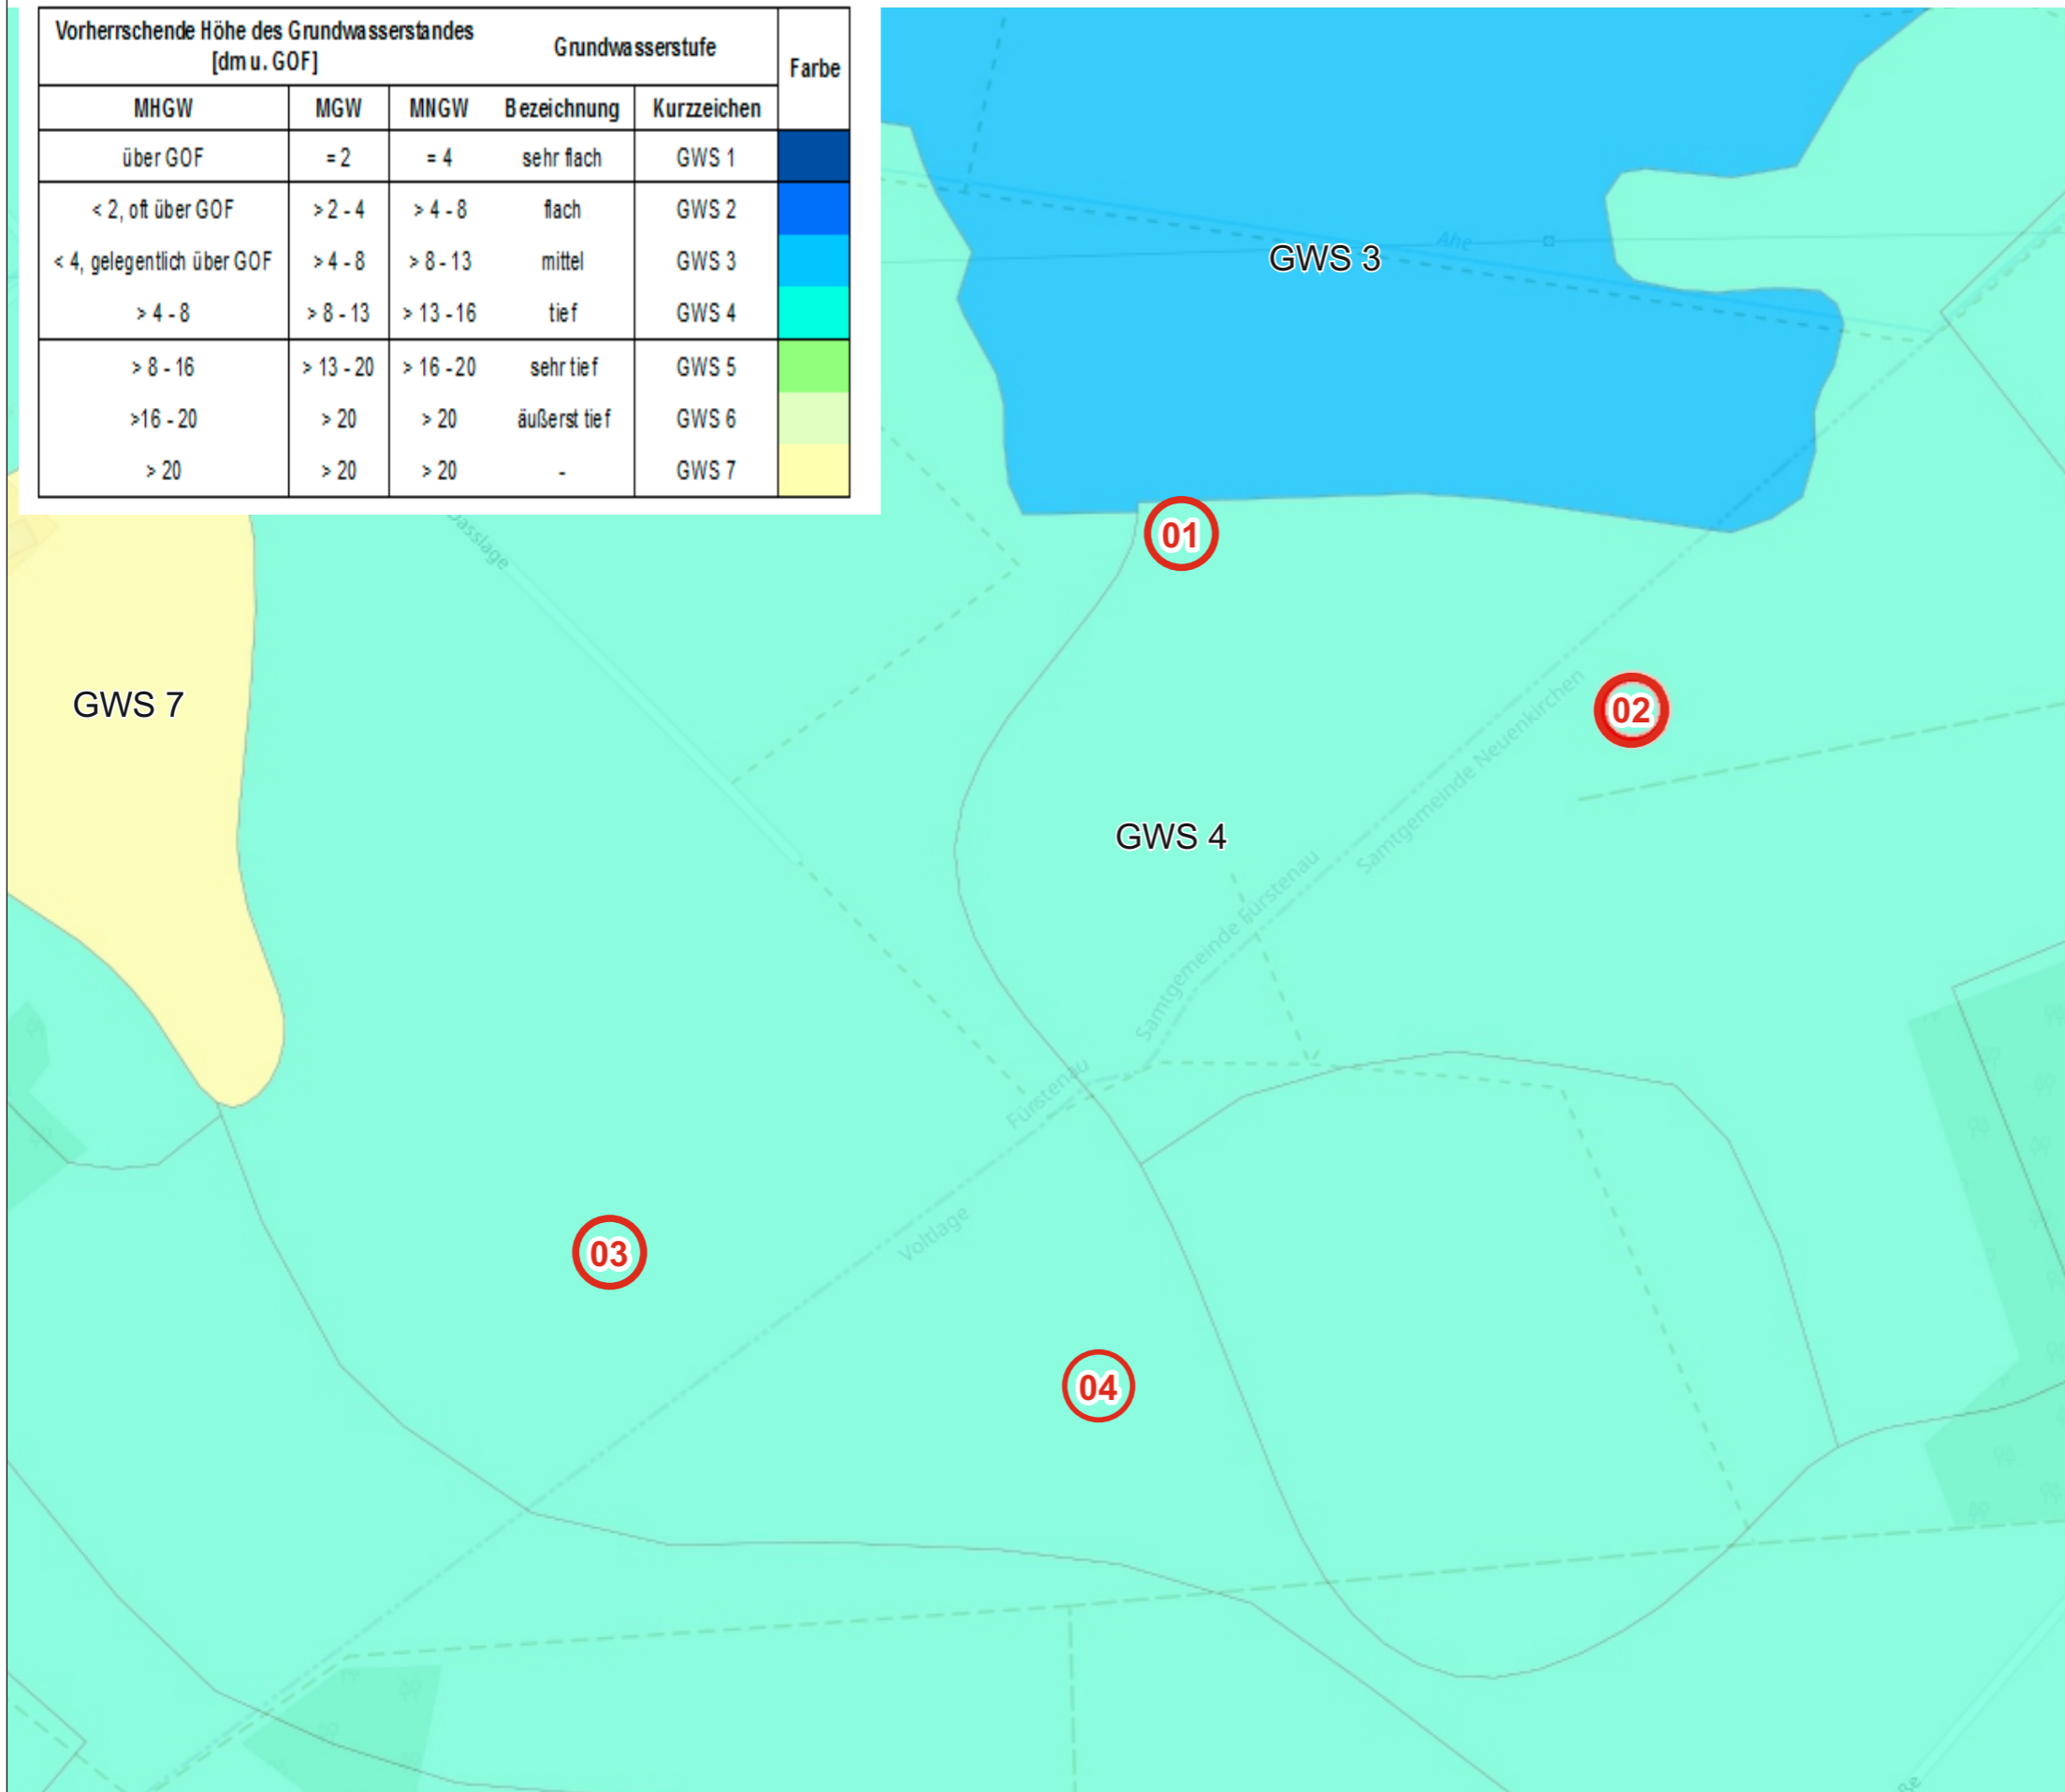 Vorherrschende Höhe des Grundwasserstandes
[dm u. GOF]
Grundwasserstufe
Farbe
MHGW MGW MNGW Bezeichnung Kurzzeichen
über GOF = 2 = 4 sehr flach GWS 1
< 2, oft über GOF > 2 - 4 > 4 - 8 flach GWS 2
< 4, gelegentlich über GOF > 4 - 8 > 8 - 13 mittel GWS 3
> 4 - 8 > 8 - 13 > 13 - 16 tief GWS 4
> 8 - 16 > 13 - 20 > 16 - 20 sehr tief GWS 5
>16 - 20 > 20 > 20 äußerst tief GWS 6
> 20 > 20 > 20 - GWS 7
Ahe
GWS 3
01
GWS 7
02
Samtgemeinde Neuenkirchen
GWS 4
Samtgemeinde Fürstenau
Fürstenau
Voltlage
03
04